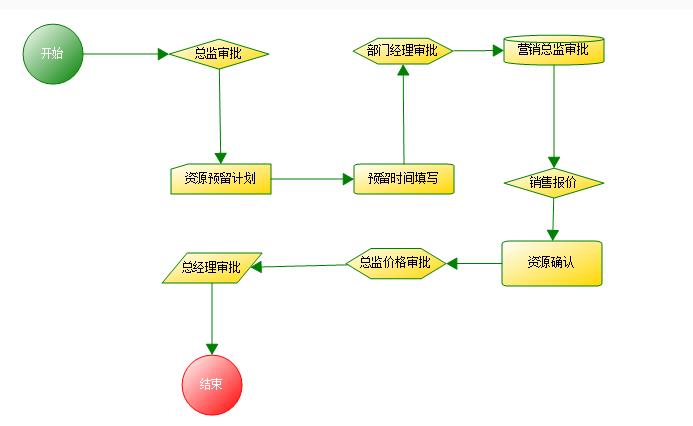 开始
总监审批
资源预留计划
预留时间填写
部门经理审批
营销总监审批
销售报价
资源确认
总监价格审批
总经理审批
结束